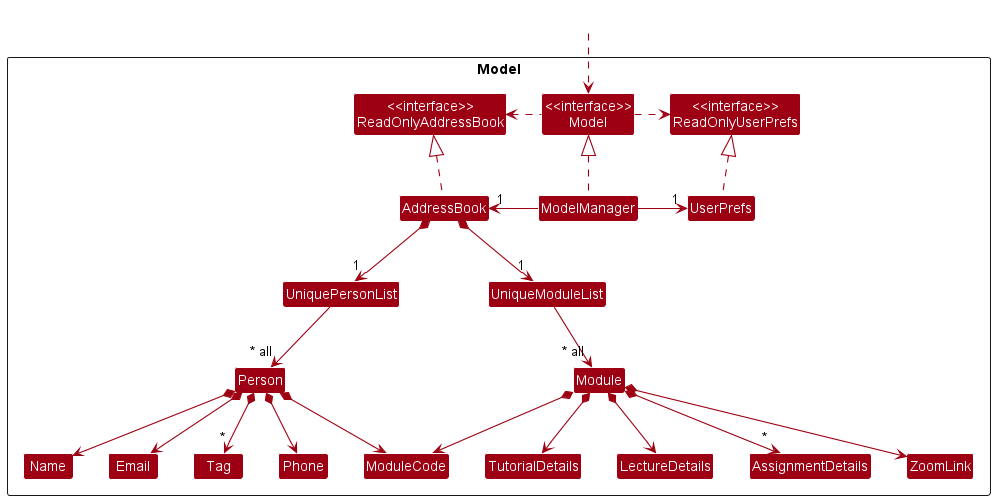 Model
<<interface>>
ReadOnlyAddressBook
<<interface>>
Model
<<interface>>
ReadOnlyUserPrefs
AddressBook
1
ModelManager
1
UserPrefs
1
1
UniquePersonList
UniqueModuleList
* all
* all
Person
Module
*
*
Name
Email
Tag
Phone
ModuleCode
TutorialDetails
LectureDetails
AssignmentDetails
ZoomLink